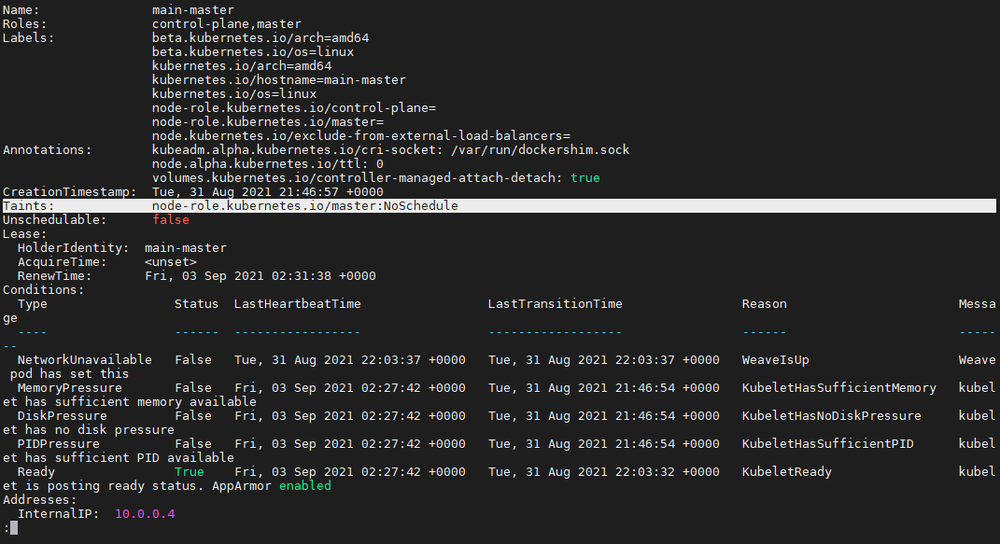 Name:               main-master
Roles:              control-plane,master
Labels:             beta.kubernetes.io/arch=amd64
                    beta.kubernetes.io/os=linux
                    kubernetes.io/arch=amd64
                    kubernetes.io/hostname=main-master
                    kubernetes.io/os=linux
                    node-role.kubernetes.io/control-plane=
                    node-role.kubernetes.io/master=
                    node.kubernetes.io/exclude-from-external-load-balancers=
Annotations:        kubeadm.alpha.kubernetes.io/cri-socket: /var/run/dockershim.sock
                    node.alpha.kubernetes.io/ttl: 0
                    volumes.kubernetes.io/controller-managed-attach-detach: true
CreationTimestamp:  Tue, 31 Aug 2021 21:46:57 +0000
Taints:             node-role.kubernetes.io/master:NoSchedule
Unschedulable:      false
Lease:
  HolderIdentity:  main-master
  AcquireTime:     <unset>
  RenewTime:       Fri, 03 Sep 2021 02:31:38 +0000
Conditions:
  Type                 Status  LastHeartbeatTime                 LastTransitionTime                Reason                       Messa
ge
  ----                 ------  -----------------                 ------------------                ------                       -----
--
  NetworkUnavailable   False   Tue, 31 Aug 2021 22:03:37 +0000   Tue, 31 Aug 2021 22:03:37 +0000   WeaveIsUp                    Weave
 pod has set this
  MemoryPressure       False   Fri, 03 Sep 2021 02:27:42 +0000   Tue, 31 Aug 2021 21:46:54 +0000   KubeletHasSufficientMemory   kubel
et has sufficient memory available
  DiskPressure         False   Fri, 03 Sep 2021 02:27:42 +0000   Tue, 31 Aug 2021 21:46:54 +0000   KubeletHasNoDiskPressure     kubel
et has no disk pressure
  PIDPressure          False   Fri, 03 Sep 2021 02:27:42 +0000   Tue, 31 Aug 2021 21:46:54 +0000   KubeletHasSufficientPID      kubel
et has sufficient PID available
  Ready                True    Fri, 03 Sep 2021 02:27:42 +0000   Tue, 31 Aug 2021 22:03:32 +0000   KubeletReady                 kubel
et is posting ready status. AppArmor enabled
Addresses:
  InternalIP:  10.0.0.4
: